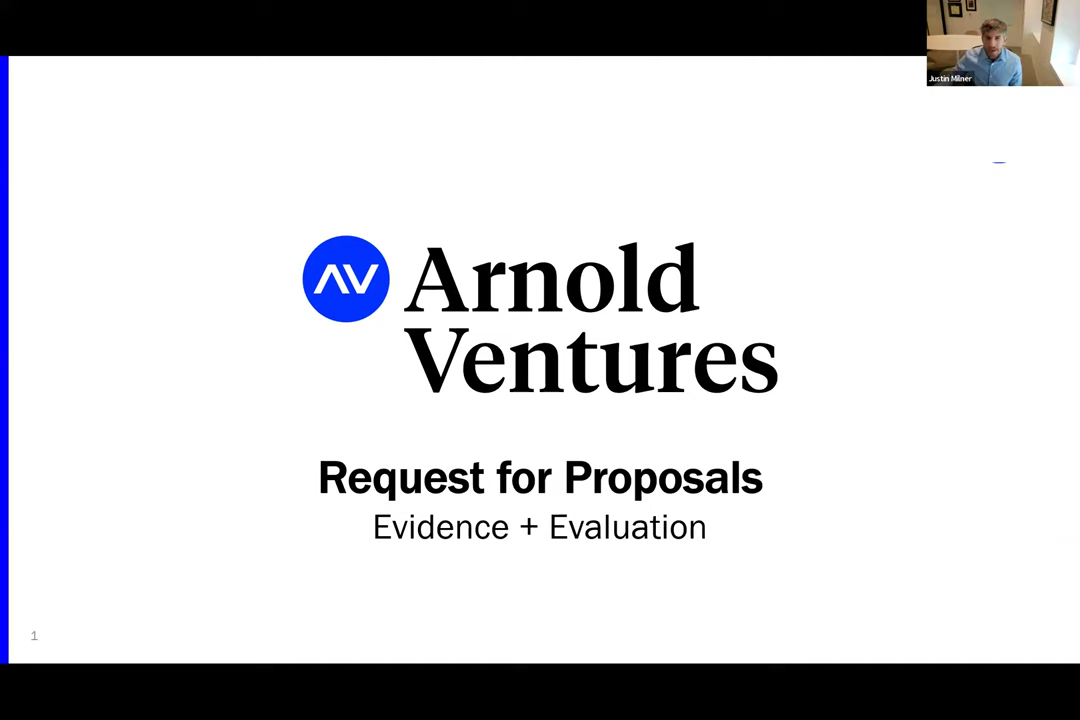 Justin Milner
AV
Arnold
Ventures
Request for Proposals
Evidence + Evaluation
1